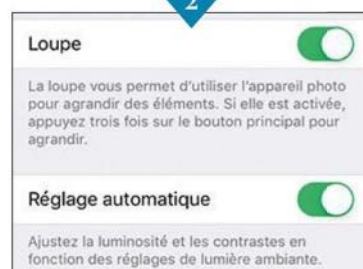 2
Loupe
La loupe vous permet d'utiliser l'appareil photo
pour agrandir des éléments. Si elle est activée,
appuyez trois fois sur le bouton principal pour
agrandir.
Réglage automatique
Ajustez la luminosité et les contrastes en
fonction des réglages de lumière ambiante.